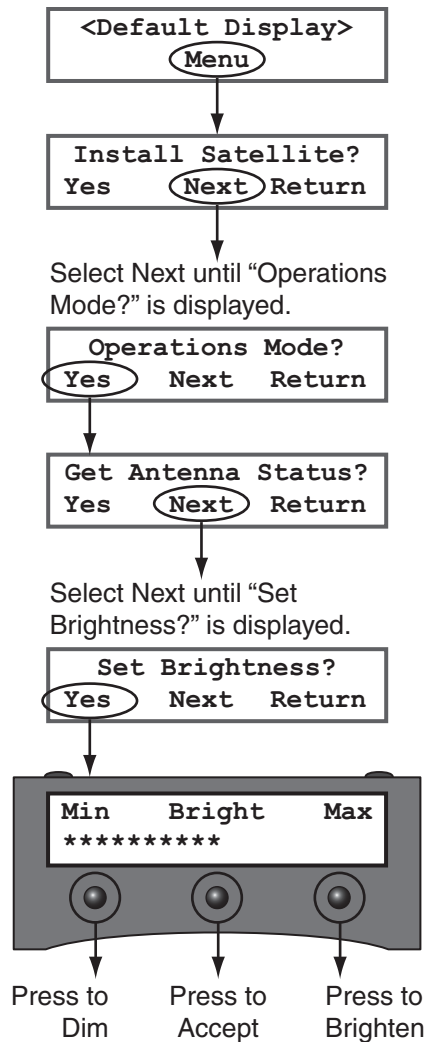 <Default Display>
Menu
Install Satellite?
Yes Next Return
Select Next until “Operations
Mode?” is displayed.
Operations Mode?
Yes Next Return
Get Antenna Status?
Yes Next Return
Select Next until “Set
Brightness?” is displayed.
Set Brightness?
Yes Next Return
Min Bright Max
**********
Press to Dim
Press to Accept
Press to Brighten